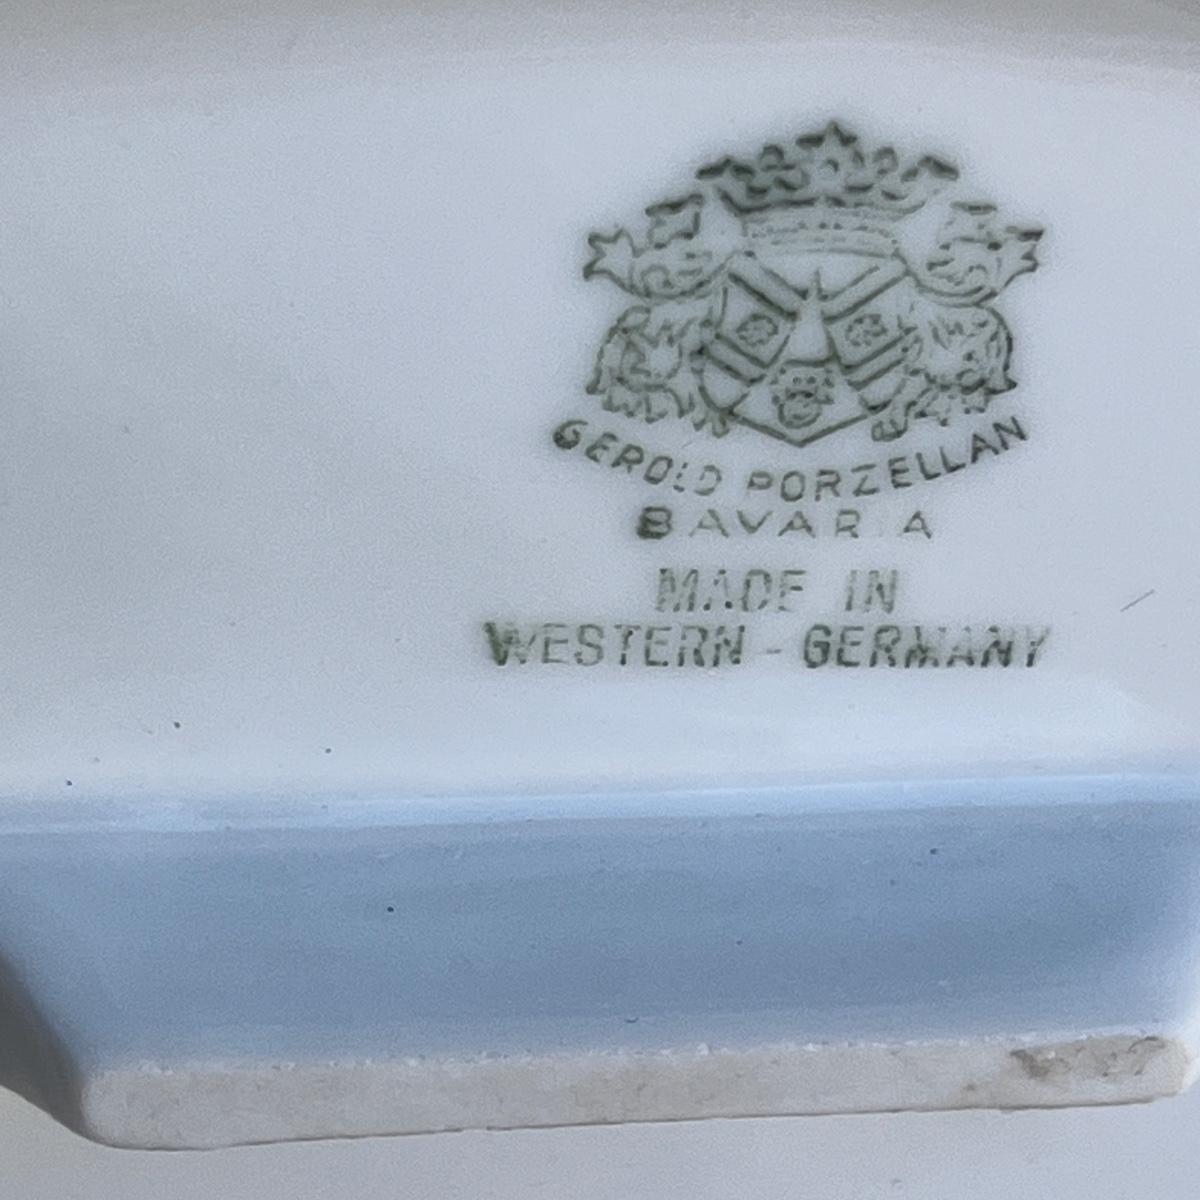 GEROLD PORZELLAN
BAVARIA
MADE IN
WESTERN - GERMANY